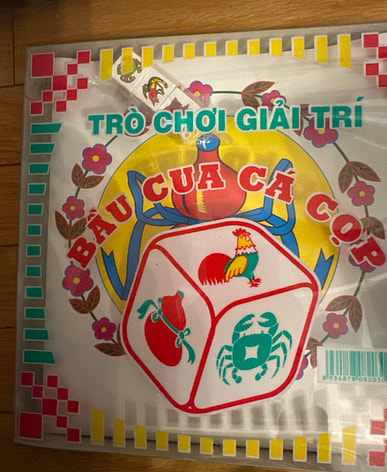 TRÒ CHƠI GIẢI TRÍ
BẦU CUA CÁ CỌP